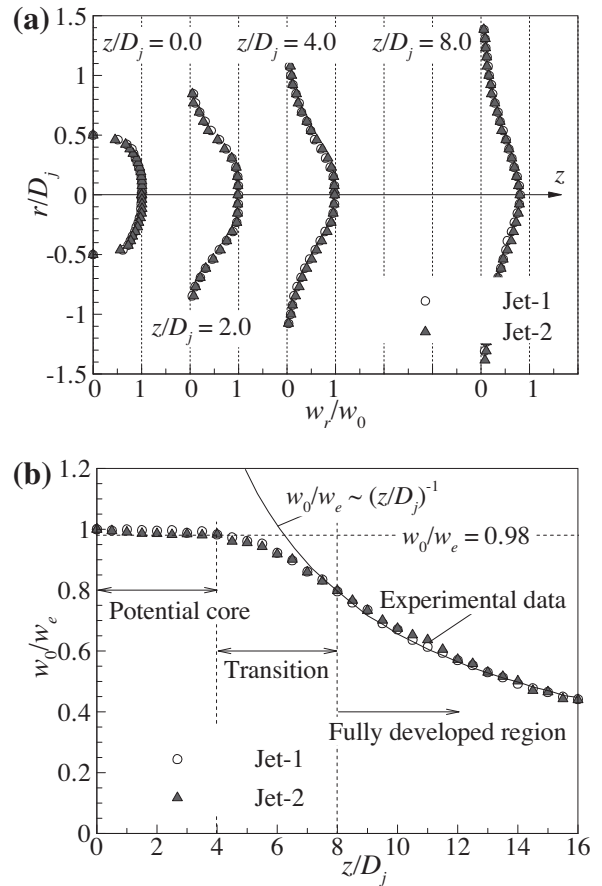 (a)
1.5
1
0.5
0
-0.5
-1
-1.5
r/D_j
z/D_j = 0.0
z/D_j = 4.0
z/D_j = 8.0
z
z/D_j = 2.0
Jet-1
Jet-2
0 1 0 1 0 1 0 1
w_r/w_0
(b)
1.2
1
0.8
0.6
0.4
0.2
0
w_0/w_e
w_0/w_e ~ (z/D_j)^-1
w_0/w_e = 0.98
Potential core
Experimental data
Transition
Fully developed region
Jet-1
Jet-2
0 2 4 6 8 10 12 14 16
z/D_j